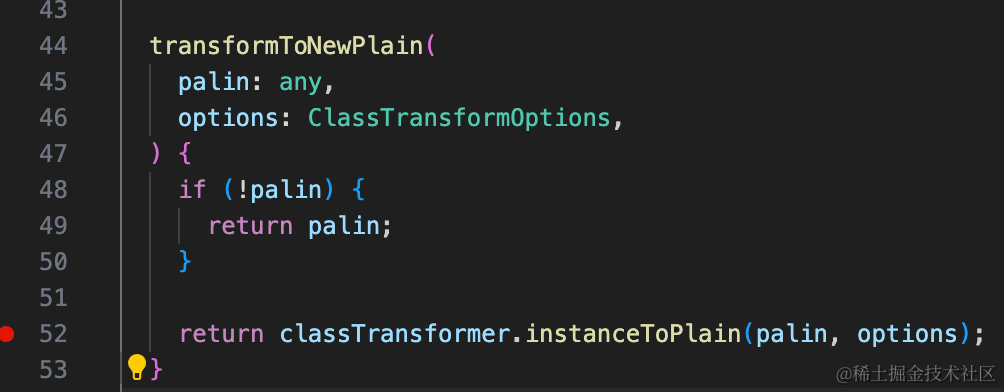 43
44 transformToNewPlain(
45 palin: any,
46 options: ClassTransformOptions,
47 ) {
48 if (!palin) {
49 return palin;
50 }
51
52 return classTransformer.instanceToPlain(palin, options);
53 }
@稀土掘金技术社区